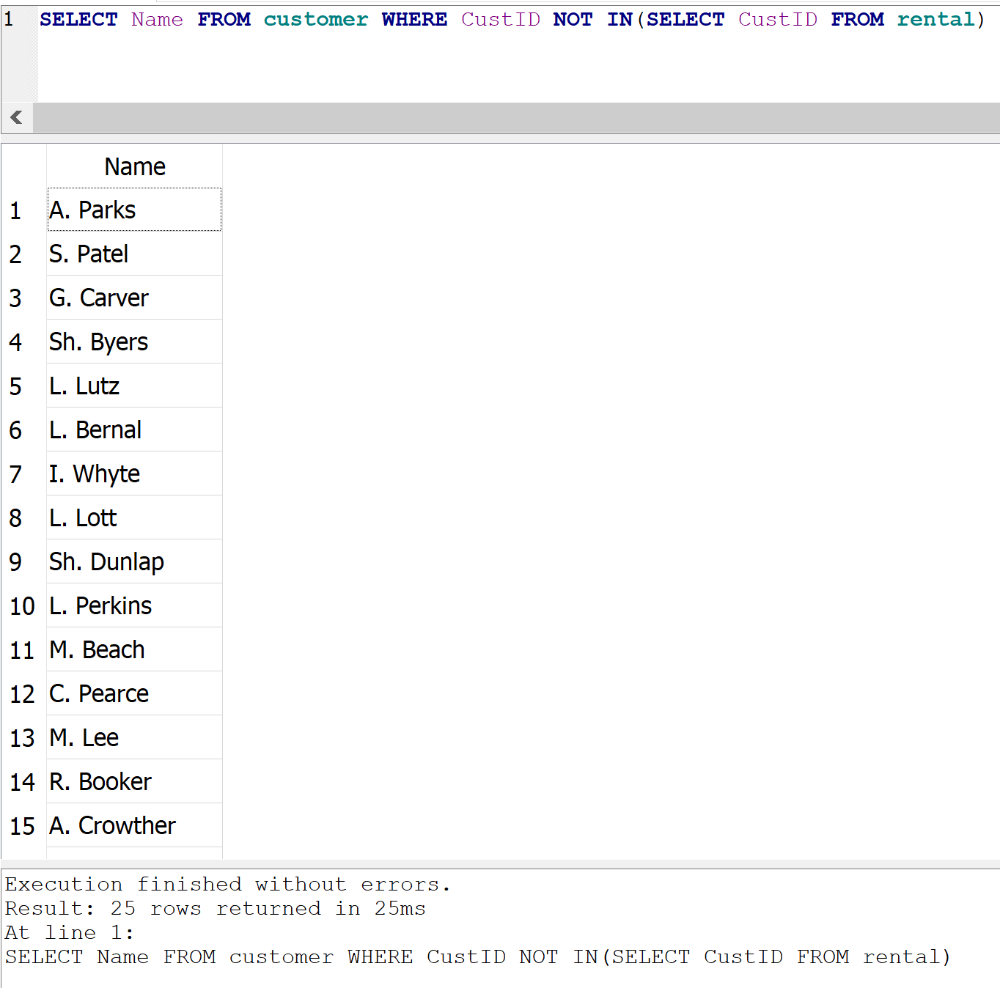 1 SELECT Name FROM customer WHERE CustID NOT IN(SELECT CustID FROM rental)
Name
1 A. Parks
2 S. Patel
3 G. Carver
4 Sh. Byers
5 L. Lutz
6 L. Bernal
7 I. Whyte
8 L. Lott
9 Sh. Dunlap
10 L. Perkins
11 M. Beach
12 C. Pearce
13 M. Lee
14 R. Booker
15 A. Crowther
Execution finished without errors.
Result: 25 rows returned in 25ms
At line 1:
SELECT Name FROM customer WHERE CustID NOT IN(SELECT CustID FROM rental)